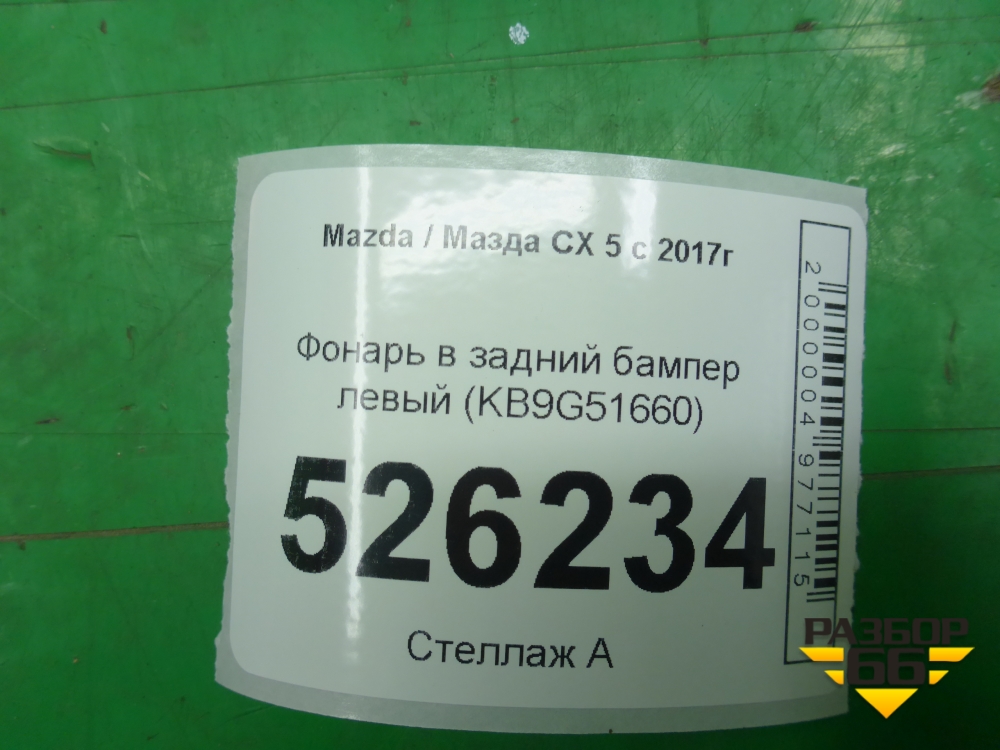 Mazda / Мазда CX 5 с 2017г
Фонарь в задний бампер
левый (KB9G51660)
526234
Стеллаж А
2000004977115
РАЗБОР
66